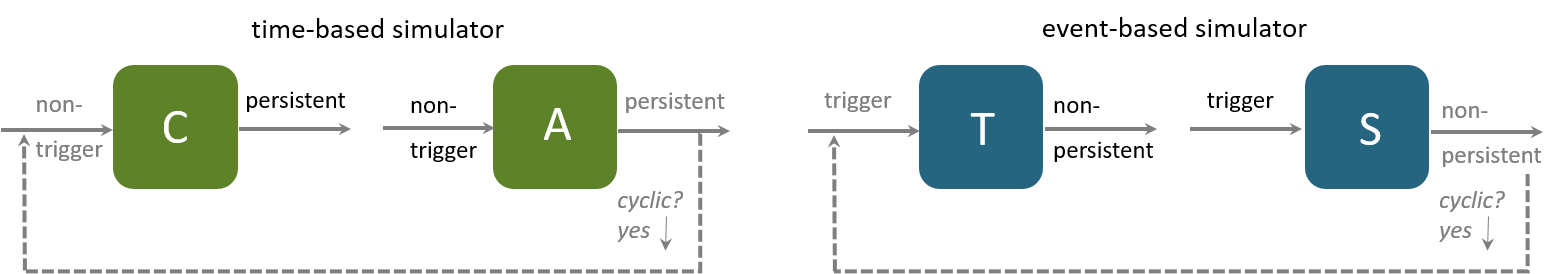 time-based simulator
non-
trigger
C
persistent
non-
trigger
A
persistent
cyclic?
yes
event-based simulator
trigger
T
non-
persistent
trigger
S
non-
persistent
cyclic?
yes